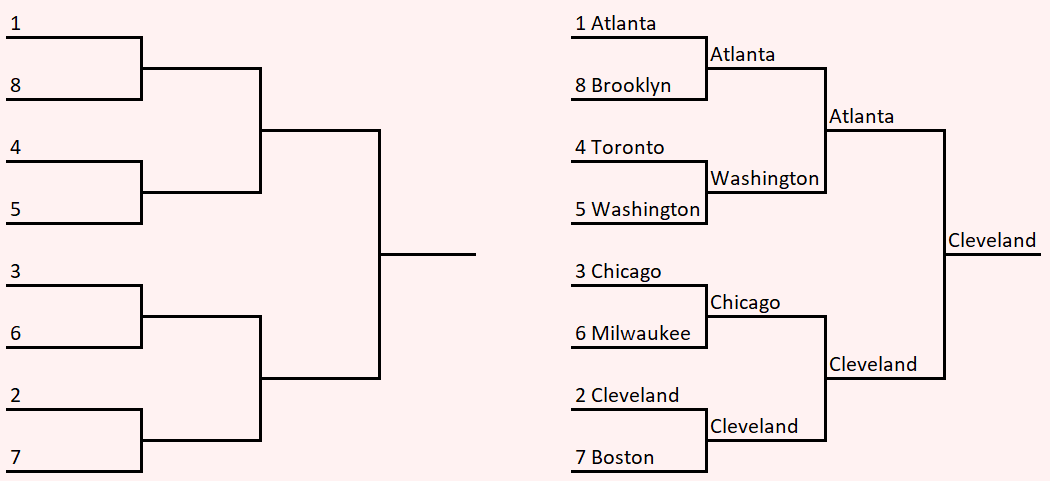 1
8
4
5
3
6
2
7
1 Atlanta
Atlanta
8 Brooklyn
Atlanta
4 Toronto
Washington
5 Washington
Cleveland
3 Chicago
Chicago
6 Milwaukee
Cleveland
2 Cleveland
Cleveland
7 Boston